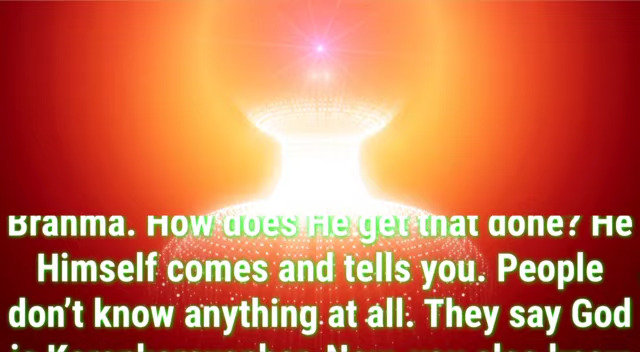 Brahma. How does He get that done? He
Himself comes and tells you. People
don’t know anything at all. They say God
is